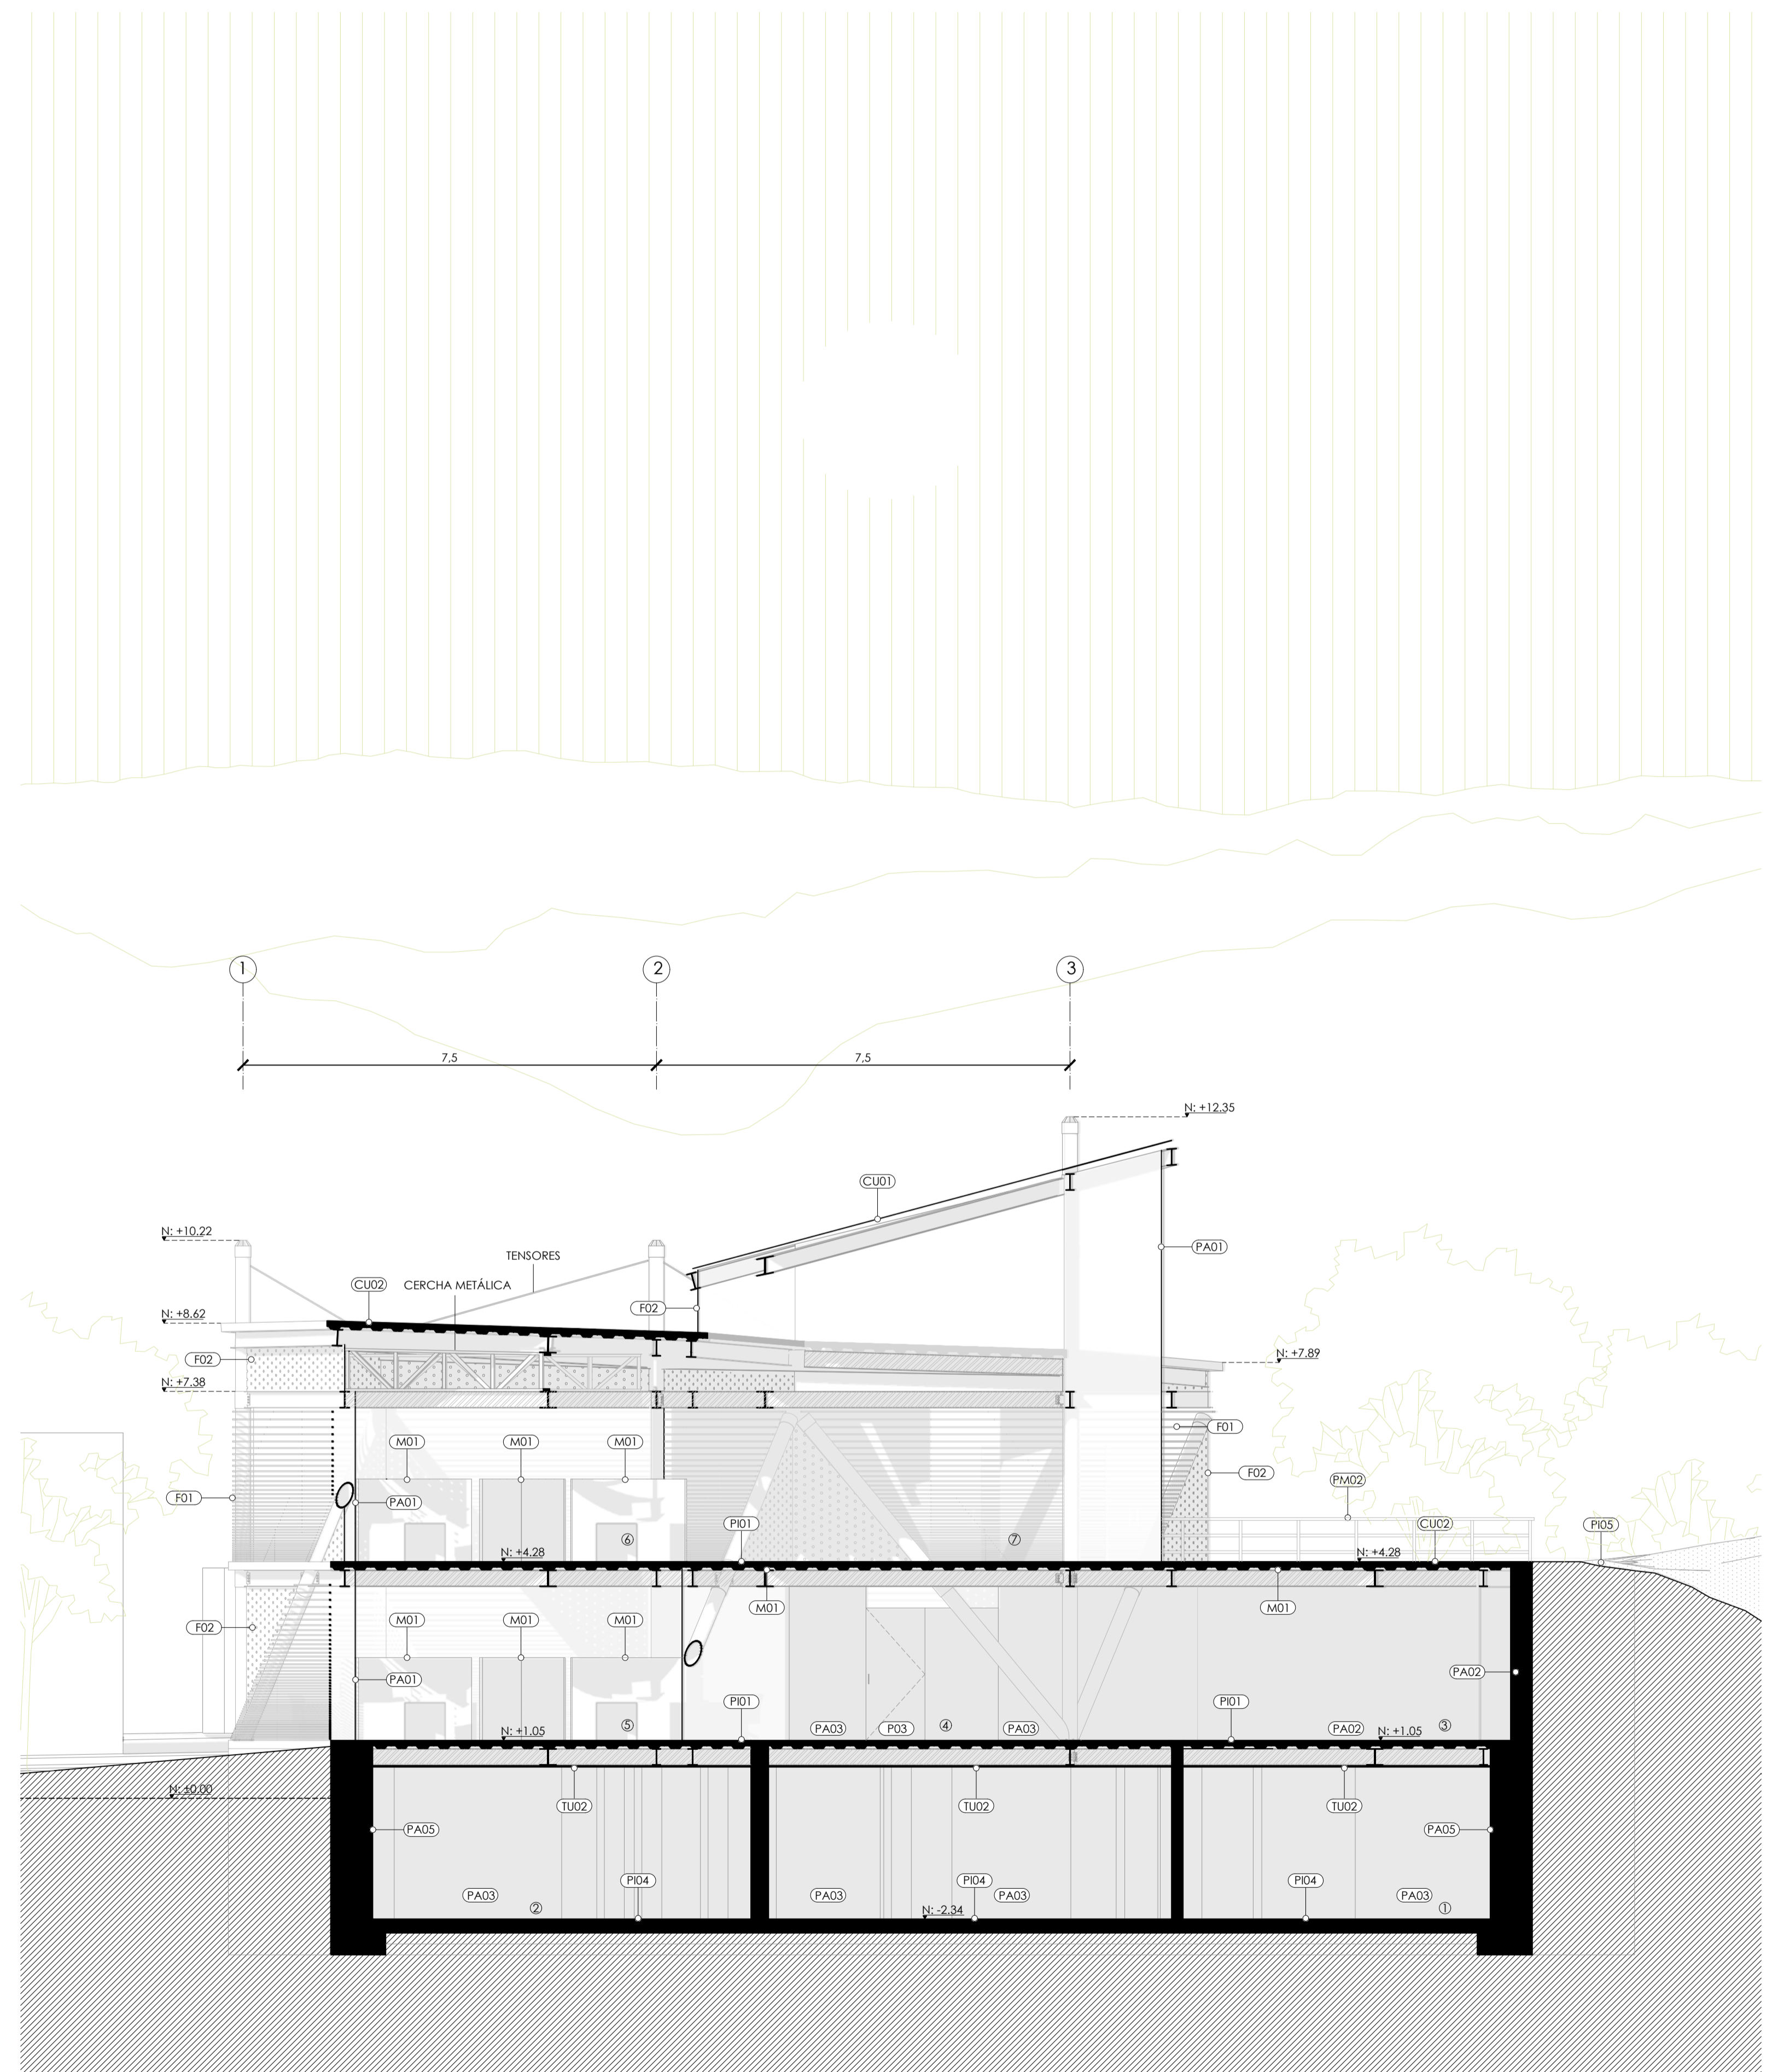 1 2 3
7,5 7,5
N: +12.35
CU01
N: +10.22
PA01
TENSORES
CU02
CERCHA METÁLICA
F02
N: +8.62
F02
N: +7.89
N: +7.38
F01
M01 M01 M01
F02
PM02
F01
PA01
PI01
CU02
PI05
⑥ ⑦
N: +4.28 N: +4.28
M01 M01
M01 M01 M01
F02
PA02
PA01
PI01 PI01
⑤ PA03 P03 ④ PA03 PA02 ③
N: +1.05 N: +1.05
N: ±0.00
TU02 TU02 TU02
PA05 PA05
PI04 PI04 PI04
PA03 PA03 PA03 PA03
② N: -2.34 ①